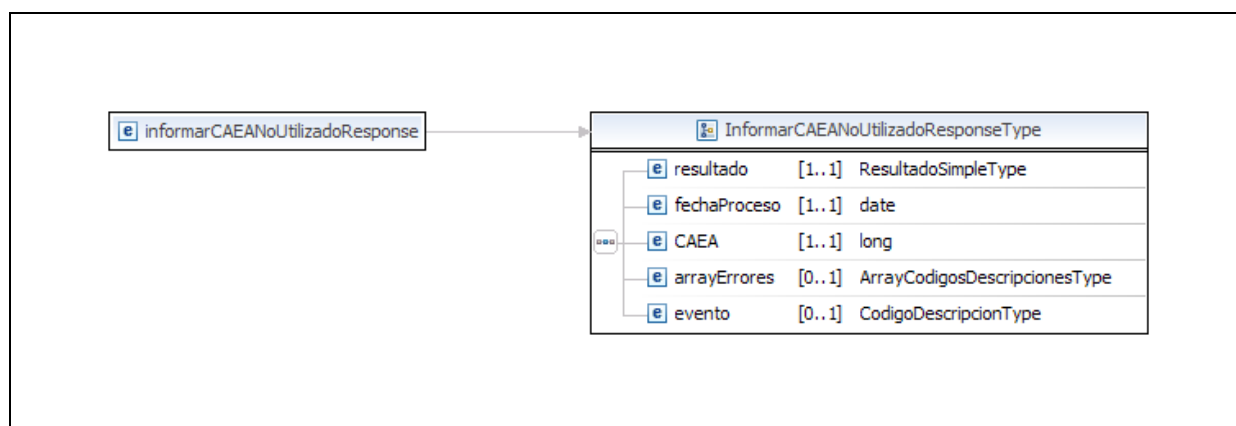 e informarCAEANoUtilizadoResponse
InformarCAEANoUtilizadoResponseType
e resultado [1..1] ResultadoSimpleType
e fechaProceso [1..1] date
e CAEA [1..1] long
e arrayErrores [0..1] ArrayCodigosDescripcionesType
e evento [0..1] CodigoDescripcionType